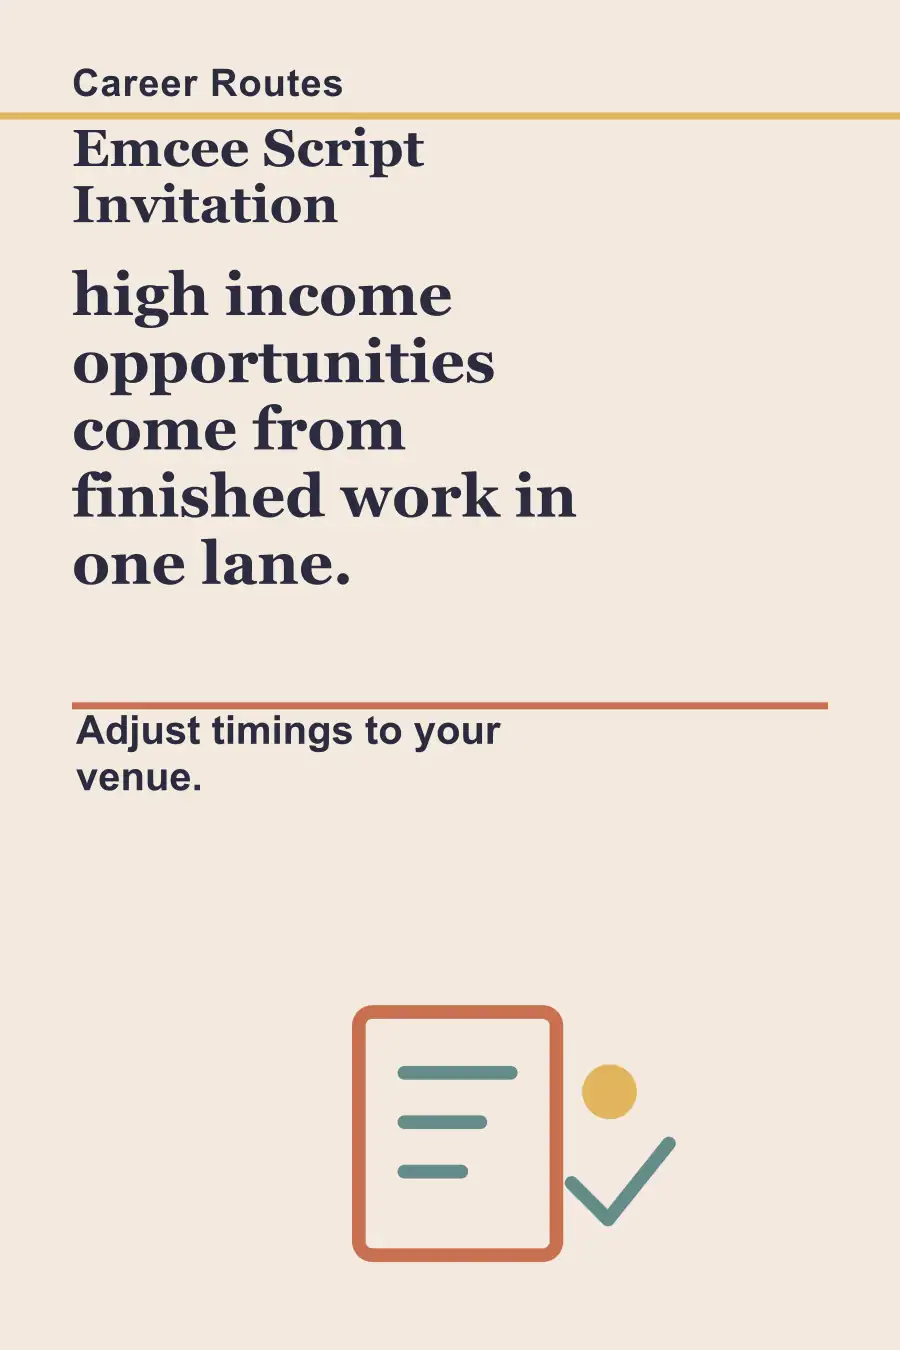 Career Routes
Emcee Script
Invitation
high income
opportunities
come from
finished work in
one lane.
Adjust timings to your
venue.